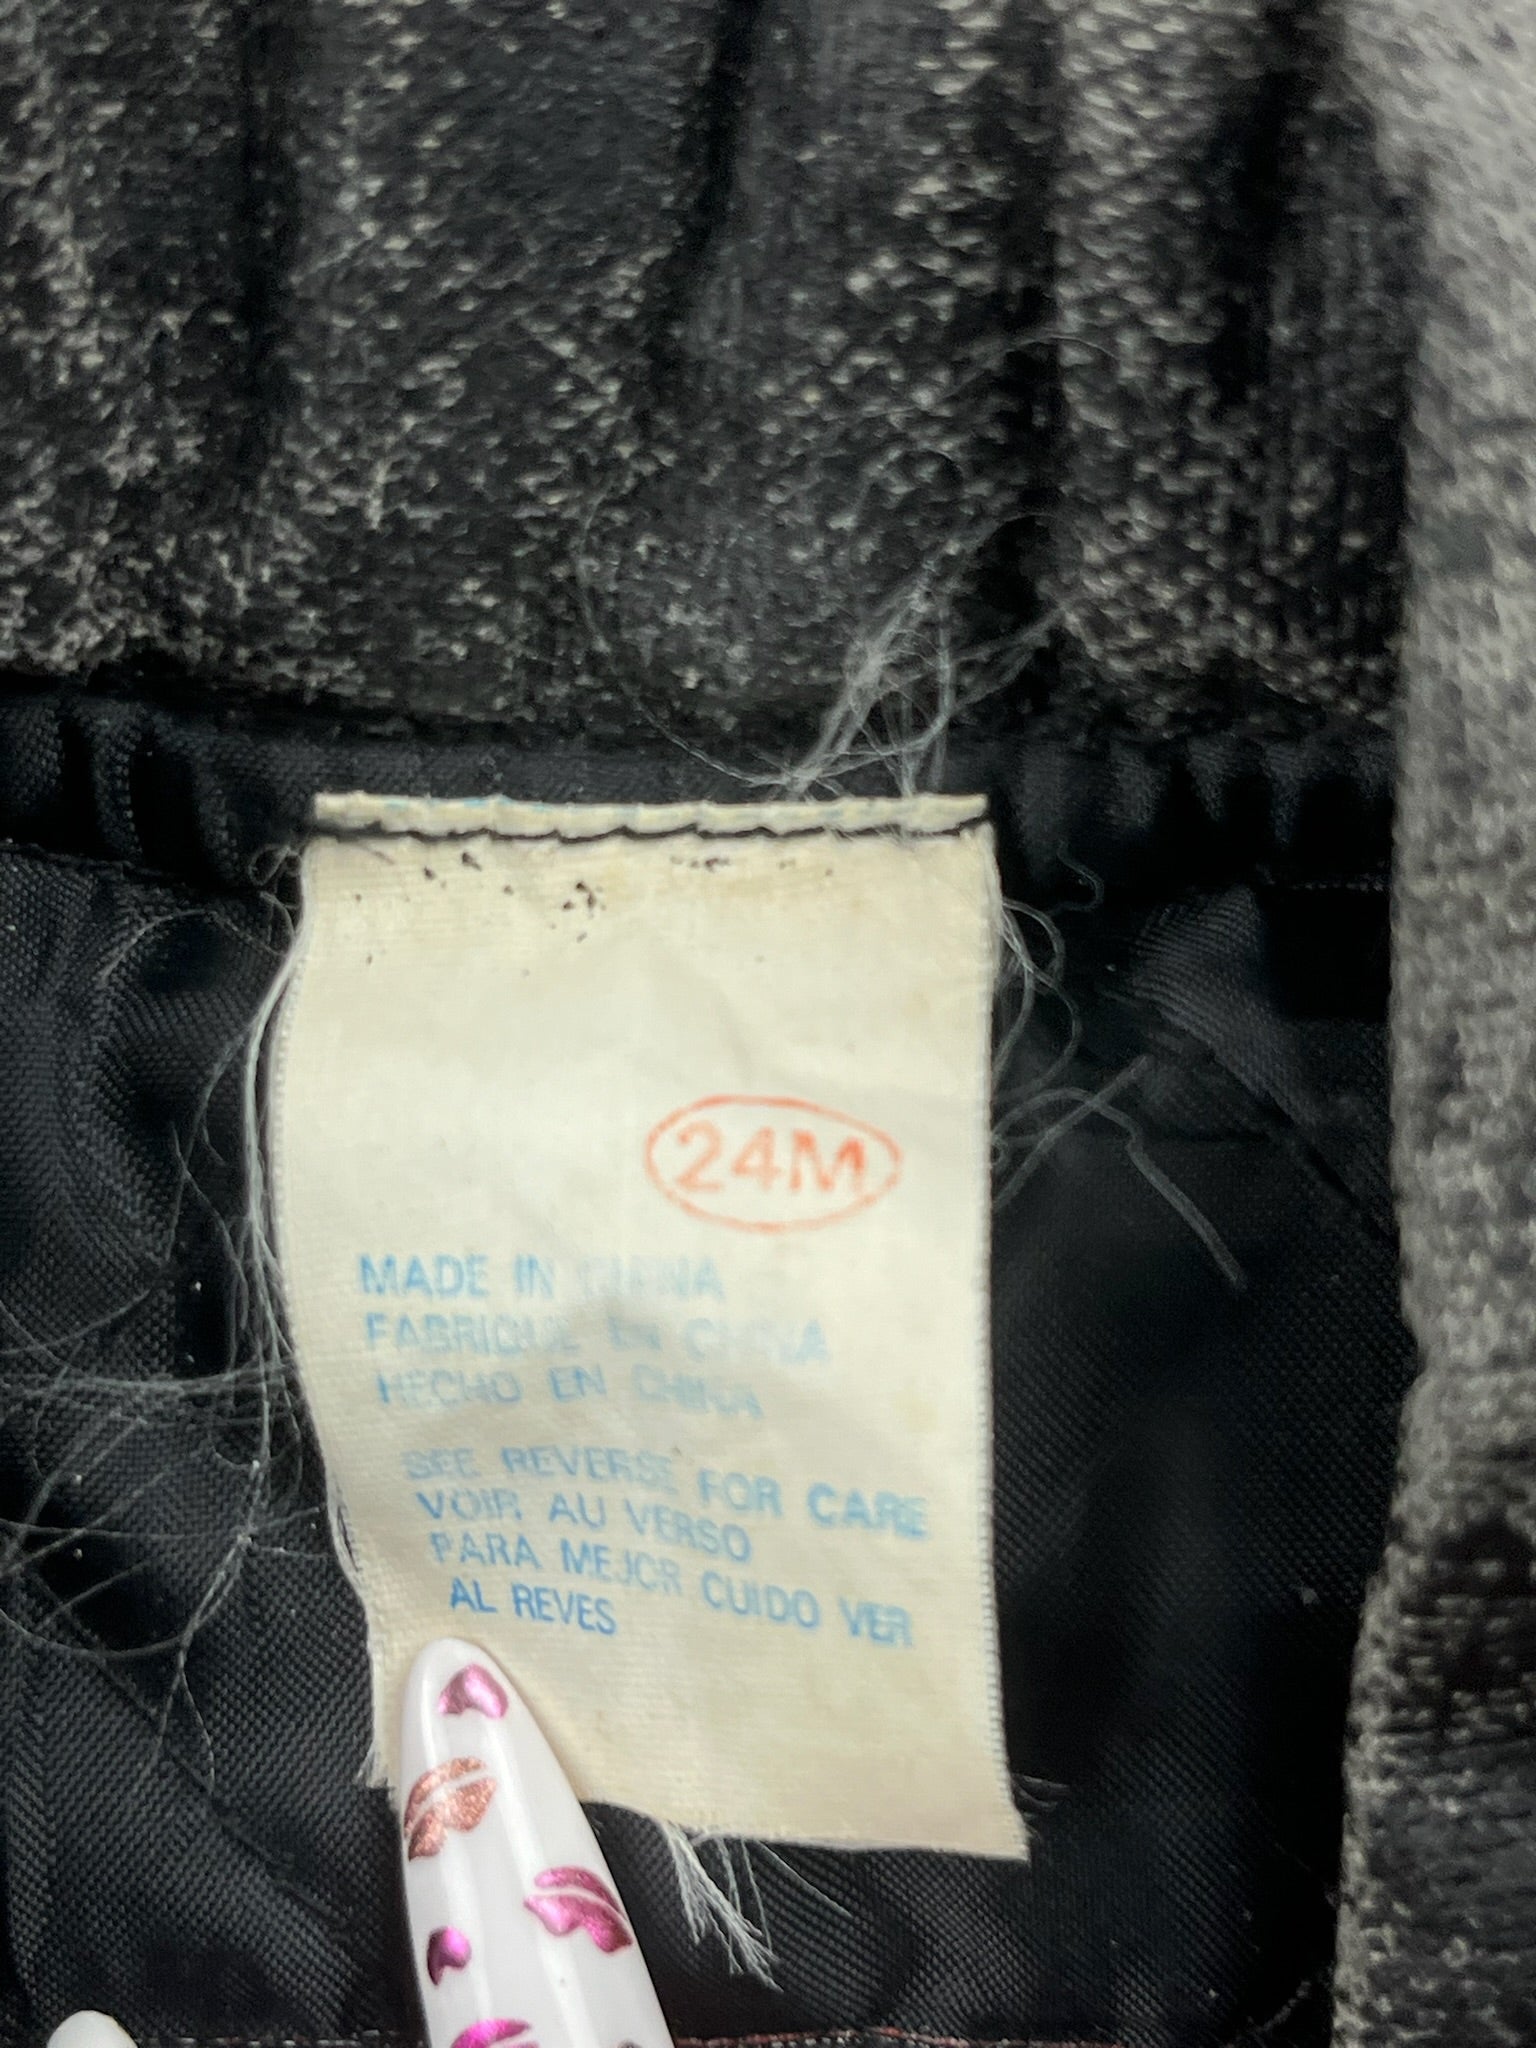 24M
MADE IN CHINA
FABRIQUE EN CHINA
HECHO EN CHINA
SEE REVERSE FOR CARE
VOIR AU VERSO
PARA MEJOR CUIDO VER
AL REVES